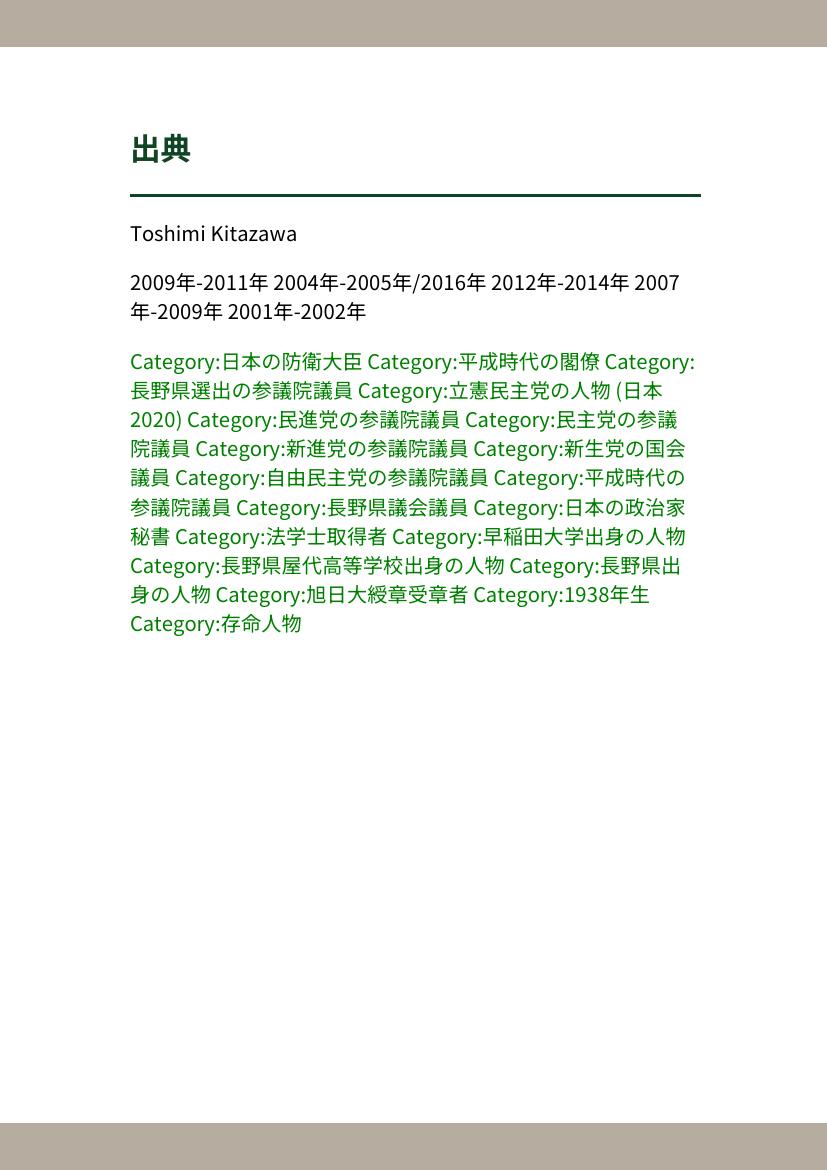 出典
Toshimi Kitazawa
2009年-2011年 2004年-2005年/2016年 2012年-2014年 2007
年-2009年 2001年-2002年
Category:日本の防衛大臣 Category:平成時代の閣僚 Category:
長野県選出の参議院議員 Category:立憲民主党の人物 (日本
2020) Category:民進党の参議院議員 Category:民主党の参議
院議員 Category:新進党の参議院議員 Category:新生党の国会
議員 Category:自由民主党の参議院議員 Category:平成時代の
参議院議員 Category:長野県議会議員 Category:日本の政治家
秘書 Category:法学士取得者 Category:早稲田大学出身の人物
Category:長野県屋代高等学校出身の人物 Category:長野県出
身の人物 Category:旭日大綬章受章者 Category:1938年生
Category:存命人物